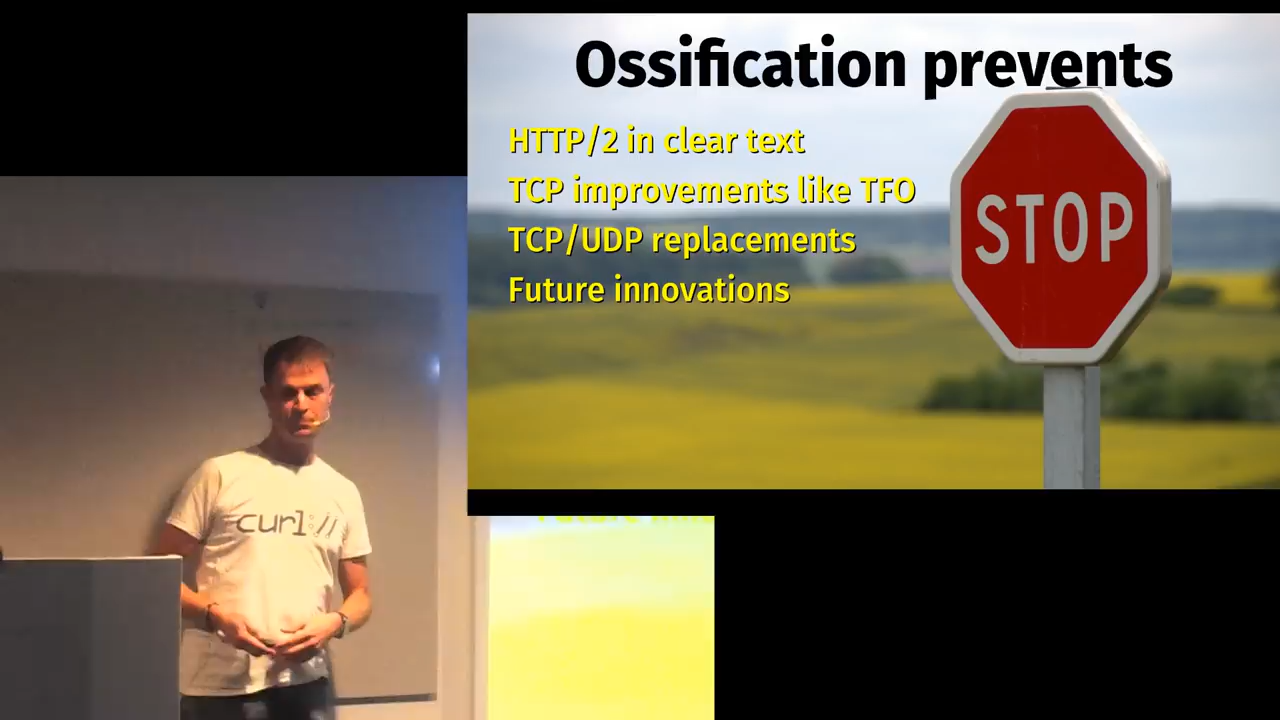 Ossification prevents
HTTP/2 in clear text
TCP improvements like TFO
TCP/UDP replacements
Future innovations
STOP
curl://